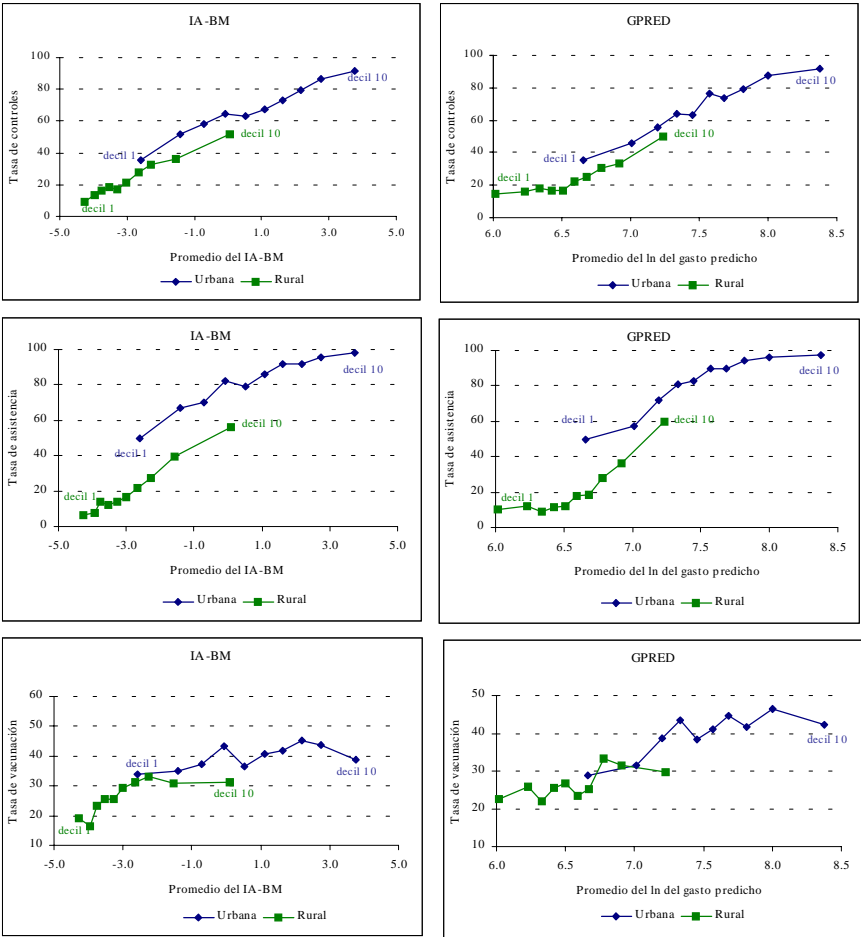 IA-BM
100
80
60
40
20
0
Tasa de controles
decil 10
decil 1
decil 10
decil 1
-5.0 -3.0 -1.0 1.0 3.0 5.0
Promedio del IA-BM
Urbana Rural
GPRED
100
80
60
40
20
0
Tasa de controles
decil 10
decil 10
decil 1
decil 1
6.0 6.5 7.0 7.5 8.0 8.5
Promedio del ln del gasto predicho
Urbana Rural
IA-BM
100
80
60
40
20
0
Tasa de asistencia
decil 10
decil 10
decil 1
decil 1
-5.0 -3.0 -1.0 1.0 3.0 5.0
Promedio del IA-BM
Urbana Rural
GPRED
100
80
60
40
20
0
Tasa de asistencia
decil 10
decil 1
decil 10
decil 1
6.0 6.5 7.0 7.5 8.0 8.5
Promedio del ln del gasto predicho
Urbana Rural
IA-BM
60
50
40
30
20
10
Tasa de vacunación
decil 1
decil 10
decil 10
decil 1
-5.0 -3.0 -1.0 1.0 3.0 5.0
Promedio del IA-BM
Urbana Rural
GPRED
50
40
30
20
10
Tasa de vacunación
decil 10
6.0 6.5 7.0 7.5 8.0 8.5
Promedio del ln del gasto predicho
Urbana Rural